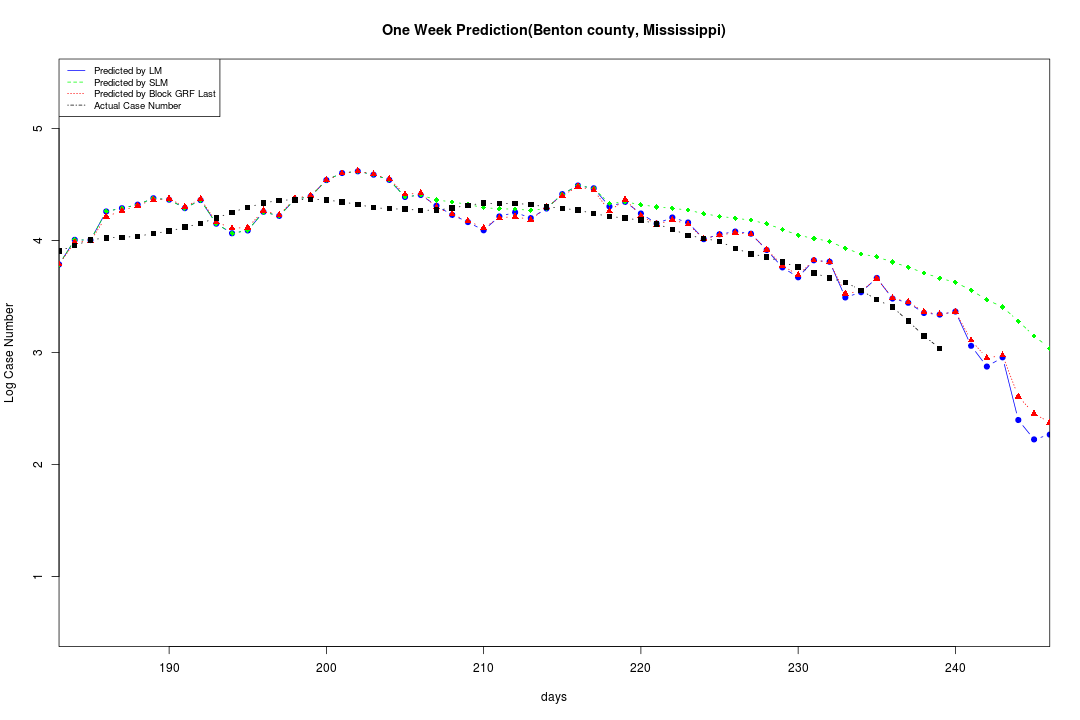 One Week Prediction(Benton county, Mississippi)
Predicted by LM
Predicted by SLM
Predicted by Block GRF Last
Actual Case Number
5
4
3
2
1
Log Case Number
190 200 210 220 230 240
days